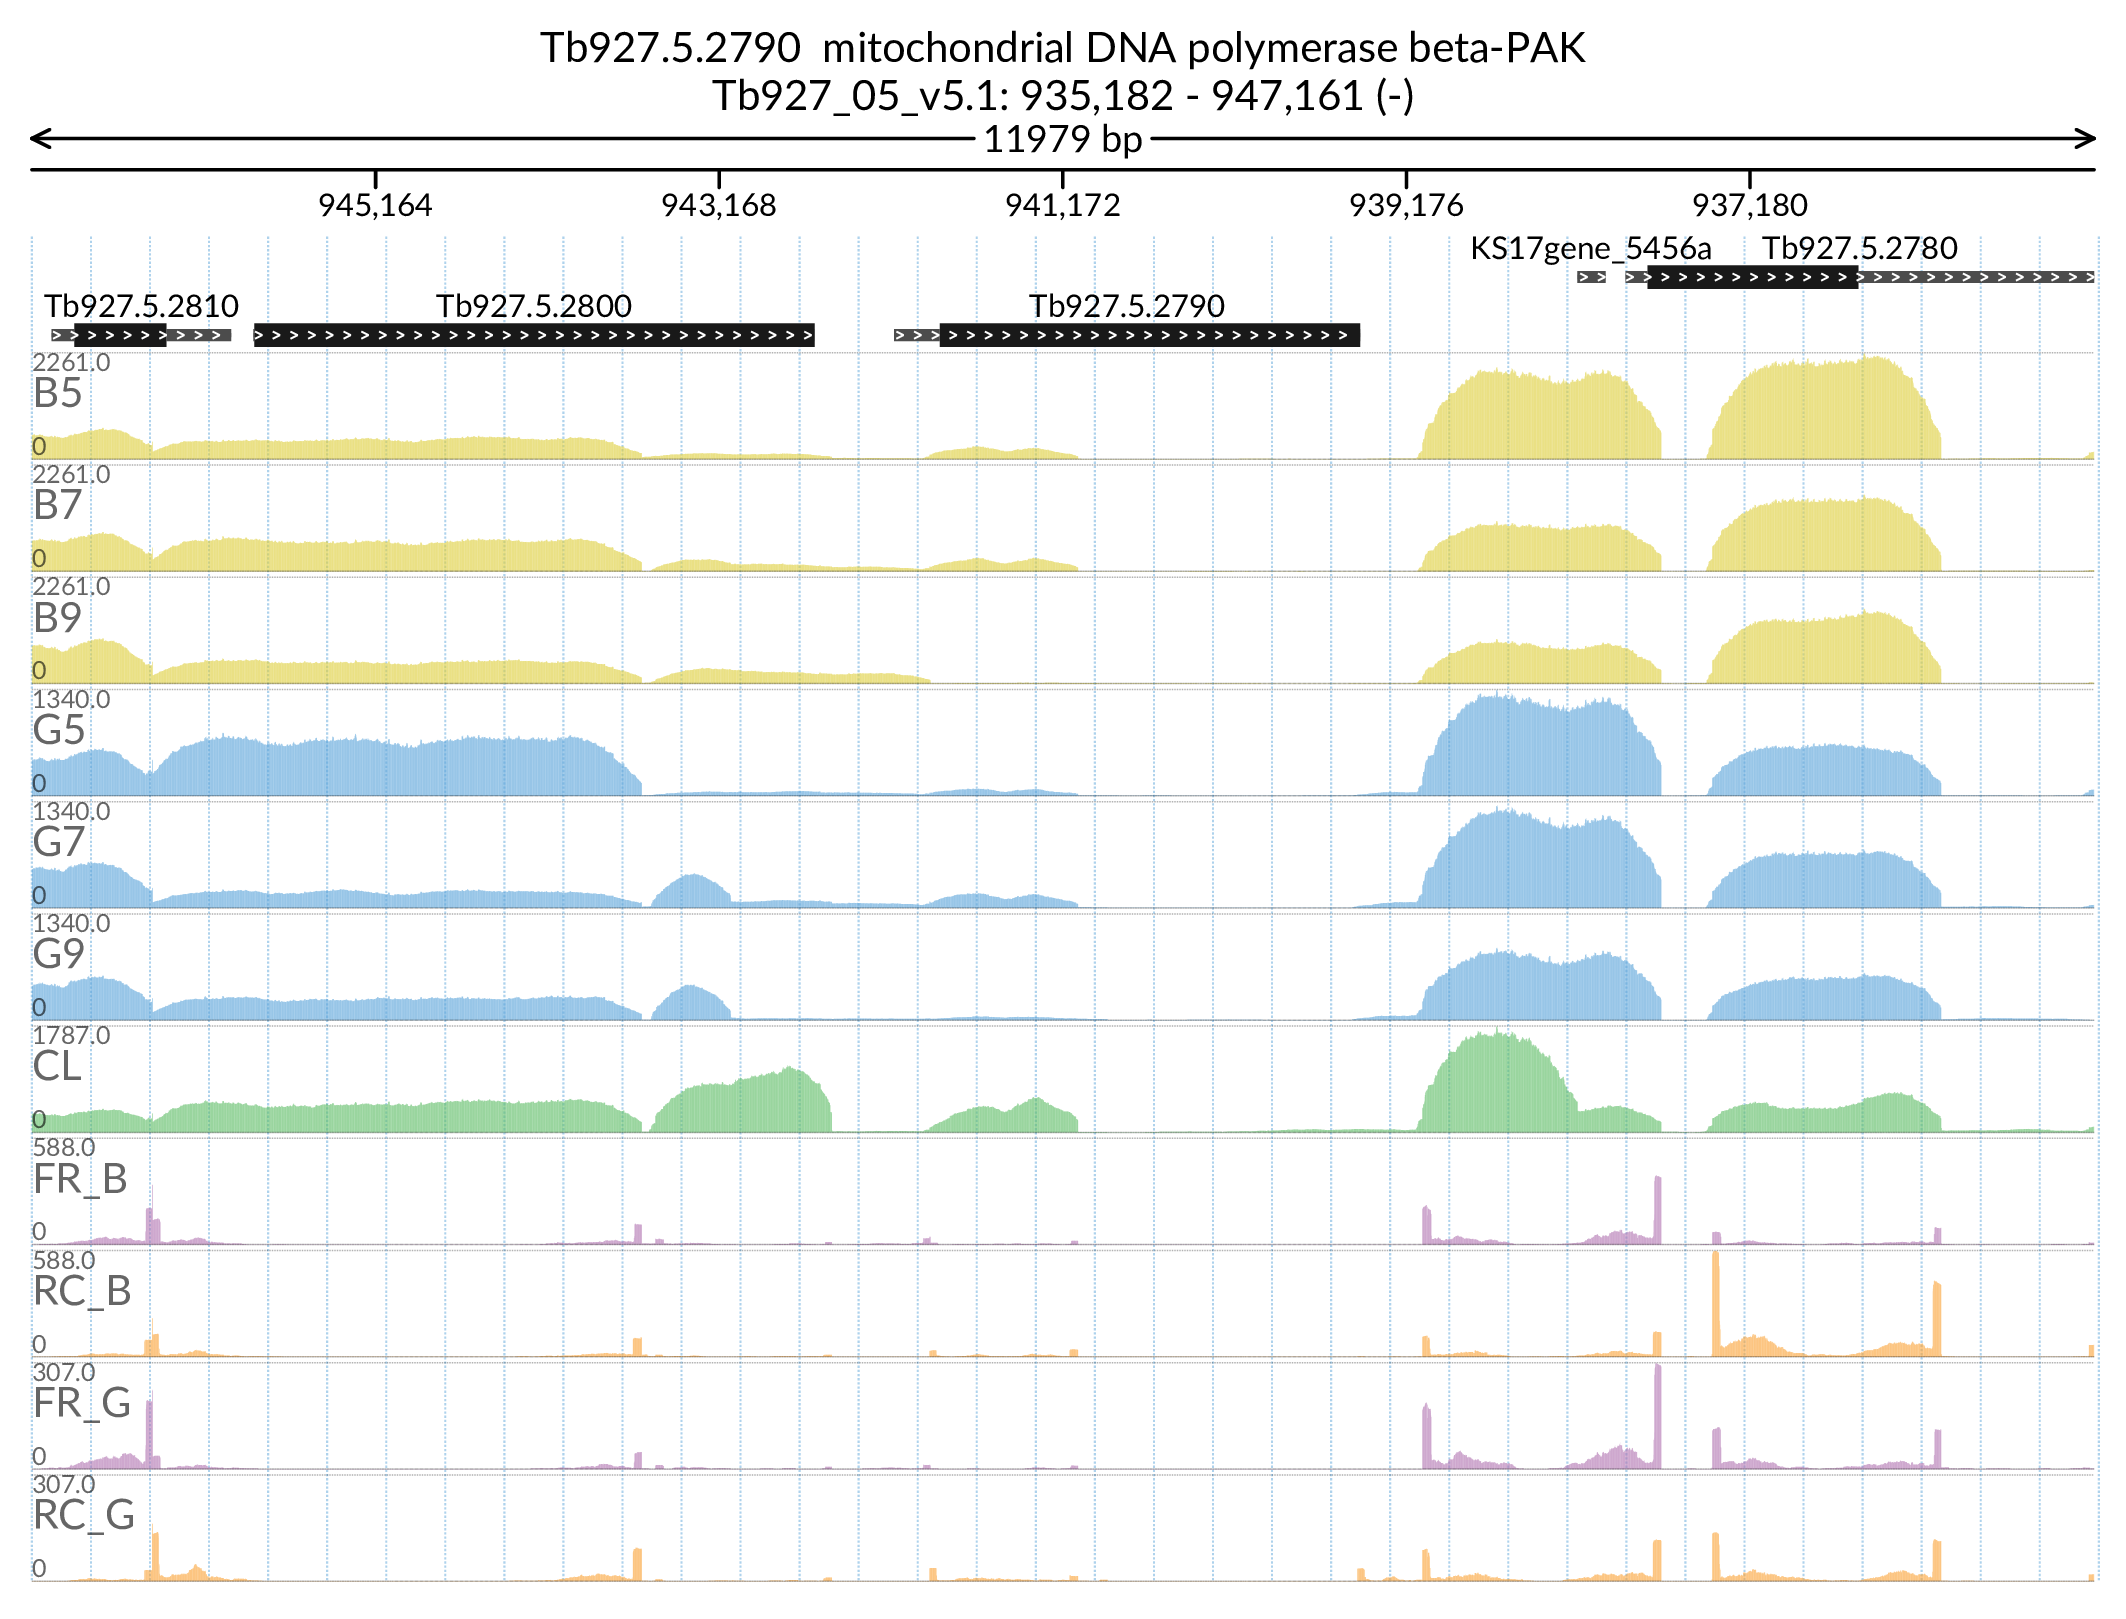 Tb927.5.2790  mitochondrial DNA polymerase beta-PAK
Tb927_05_v5.1: 935,182 - 947,161 (-)
11979 bp
945,164 943,168 941,172 939,176 937,180
KS17gene_5456a Tb927.5.2780
Tb927.5.2810 Tb927.5.2800 Tb927.5.2790
2261.0
B5
0
2261.0
B7
0
2261.0
B9
0
1340.0
G5
0
1340.0
G7
0
1340.0
G9
0
1787.0
CL
0
588.0
FR_B
0
588.0
RC_B
0
307.0
FR_G
0
307.0
RC_G
0